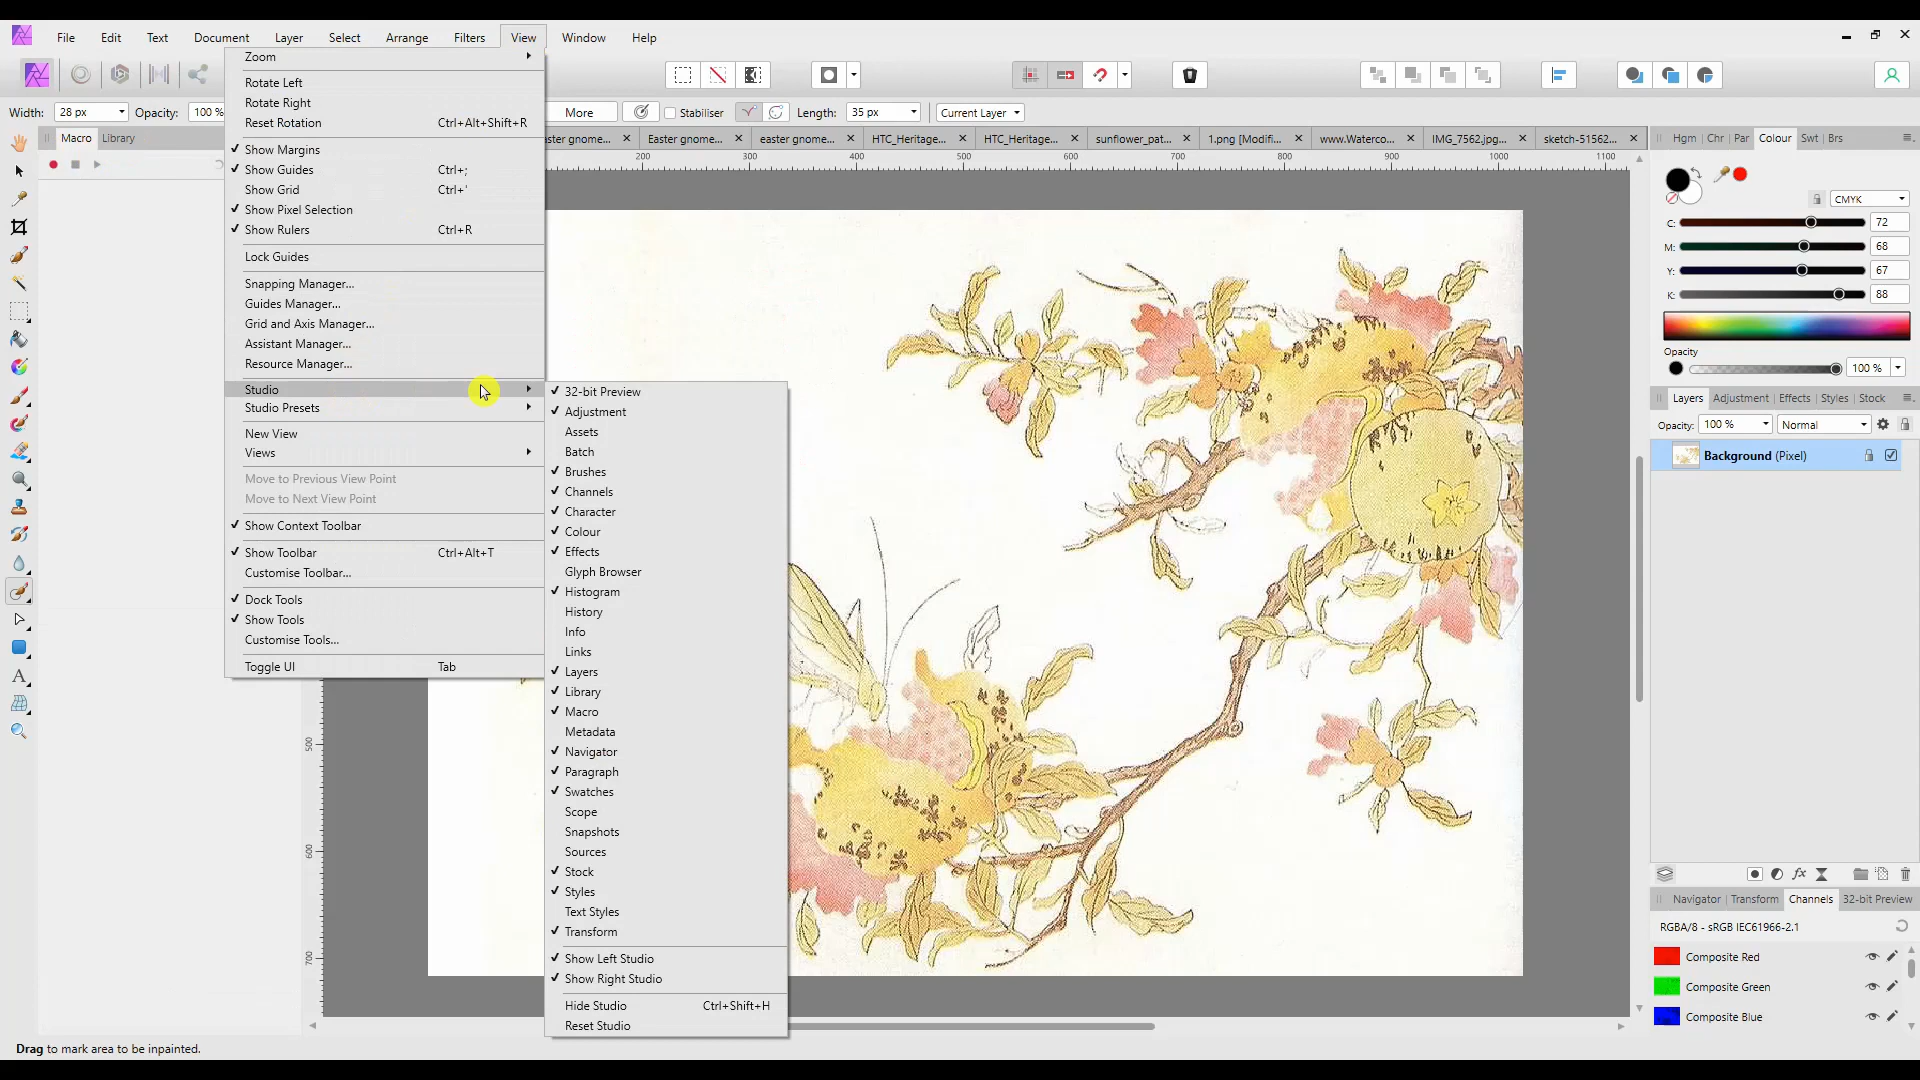 File Edit Text Document Layer Select Arrange Filters View Window Help
Width: 28 px Opacity: 100 % More Stabiliser Length: 35 px Current Layer
Macro Library
easter gnome... Easter gnome... easter gnome... HTC_Heritage... HTC_Heritage... sunflower_pat... 1.png [Modifi... www.Waterco... IMG_7562.jpg... sketch-51562...
200 300 400 500 600 700 800 900 1000 1100
Zoom
Rotate Left
Rotate Right
Reset Rotation Ctrl+Alt+Shift+R
Show Margins
Show Guides Ctrl+;
Show Grid Ctrl+'
Show Pixel Selection
Show Rulers Ctrl+R
Lock Guides
Snapping Manager...
Guides Manager...
Grid and Axis Manager...
Assistant Manager...
Resource Manager...
Studio
Studio Presets
New View
Views
Move to Previous View Point
Move to Next View Point
Show Context Toolbar
Show Toolbar Ctrl+Alt+T
Customise Toolbar...
Dock Tools
Show Tools
Customise Tools...
Toggle UI Tab
32-bit Preview
Adjustment
Assets
Batch
Brushes
Channels
Character
Colour
Effects
Glyph Browser
Histogram
History
Info
Links
Layers
Library
Macro
Metadata
Navigator
Paragraph
Swatches
Scope
Snapshots
Sources
Stock
Styles
Text Styles
Transform
Show Left Studio
Show Right Studio
Hide Studio Ctrl+Shift+H
Reset Studio
500
600
700
Hgm Chr Par Colour Swt Brs
CMYK
C: 72
M: 68
Y: 67
K: 88
Opacity
100 %
Layers Adjustment Effects Styles Stock
Opacity: 100 % Normal
Background (Pixel)
Navigator Transform Channels 32-bit Preview
RGBA/8 - sRGB IEC61966-2.1
Composite Red
Composite Green
Composite Blue
Drag to mark area to be inpainted.